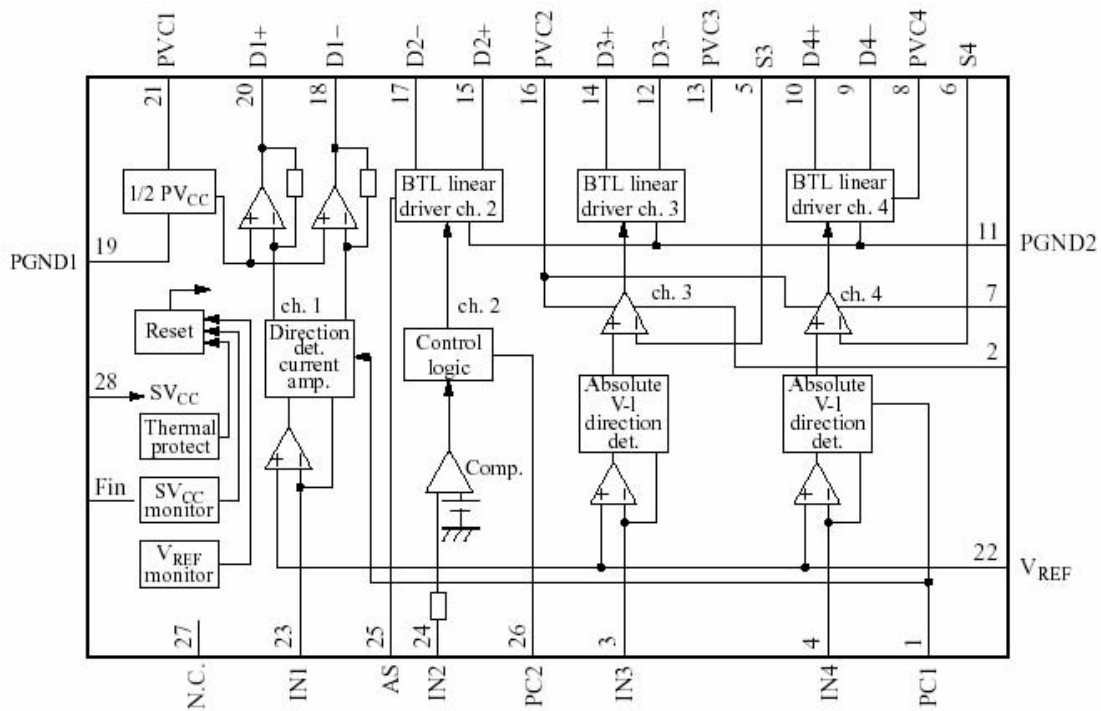 PVC1
D1+
D1−
D2−
D2+
PVC2
D3+
D3−
PVC3
S3
D4+
D4−
PVC4
S4
21
20
18
17
15
16
14
12
13
5
10
9
8
6
1/2 PVCC
+ −
+ −
BTL linear
driver ch. 2
BTL linear
driver ch. 3
BTL linear
driver ch. 4
19
PGND1
11
PGND2
ch. 1
ch. 2
ch. 3
+ −
ch. 4
+ −
7
Reset
Direction
det.
current
amp.
Control
logic
2
28
SVCC
Absolute
V-I
direction
det.
Absolute
V-I
direction
det.
Thermal
protect
+ −
Comp.
+ −
+ −
Fin
SVCC
monitor
VREF
monitor
22
VREF
27
23
25
24
26
3
4
1
N.C.
IN1
AS
IN2
PC2
IN3
IN4
PC1